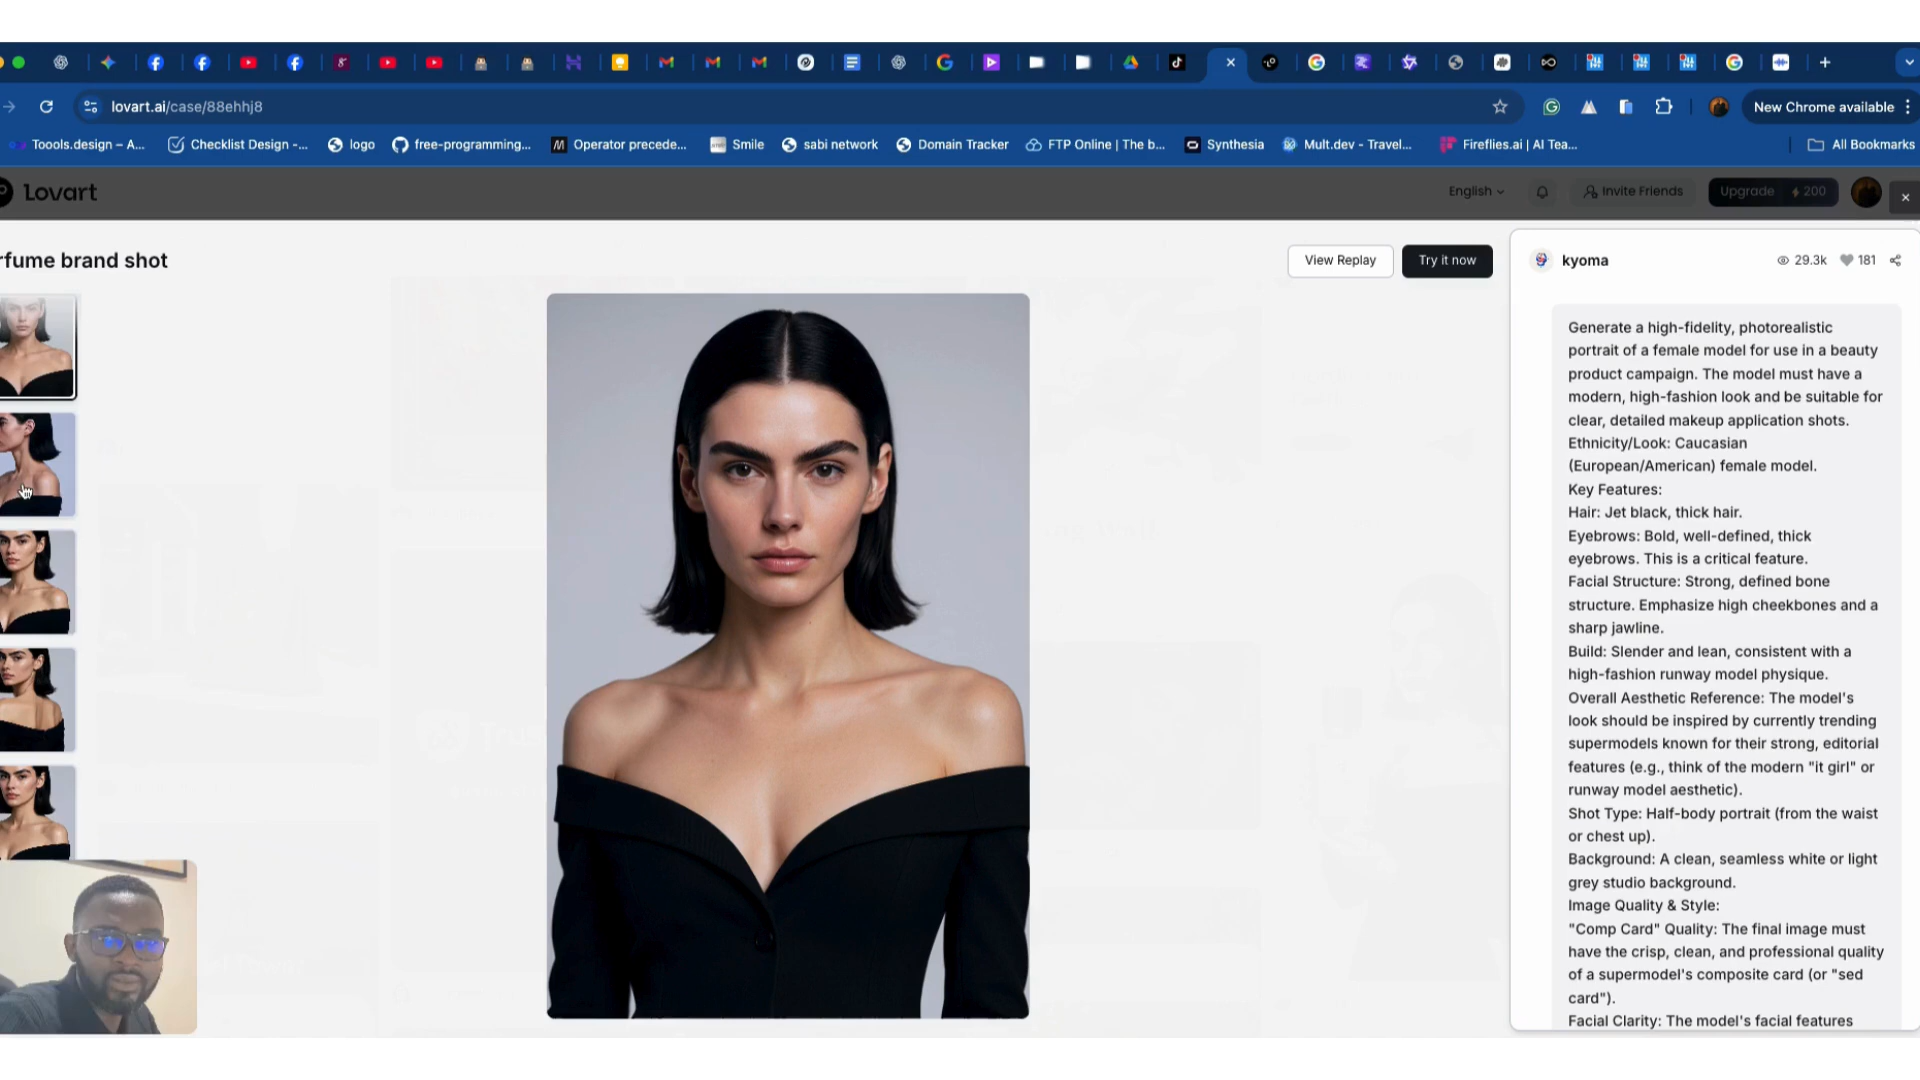 lovart.ai/case/88ehhj8
New Chrome available
Toools.design – A...
Checklist Design -...
logo
free-programming...
Operator precede...
Smile
sabi network
Domain Tracker
FTP Online | The b...
Synthesia
Mult.dev - Travel...
Fireflies.ai | AI Tea...
All Bookmarks
Lovart
English
Invite Friends
Upgrade
200
rfume brand shot
View Replay
Try it now
kyoma
29.3k
181
Generate a high-fidelity, photorealistic
portrait of a female model for use in a beauty
product campaign. The model must have a
modern, high-fashion look and be suitable for
clear, detailed makeup application shots.
Ethnicity/Look: Caucasian
(European/American) female model.
Key Features:
Hair: Jet black, thick hair.
Eyebrows: Bold, well-defined, thick
eyebrows. This is a critical feature.
Facial Structure: Strong, defined bone
structure. Emphasize high cheekbones and a
sharp jawline.
Build: Slender and lean, consistent with a
high-fashion runway model physique.
Overall Aesthetic Reference: The model's
look should be inspired by currently trending
supermodels known for their strong, editorial
features (e.g., think of the modern "it girl" or
runway model aesthetic).
Shot Type: Half-body portrait (from the waist
or chest up).
Background: A clean, seamless white or light
grey studio background.
Image Quality & Style:
"Comp Card" Quality: The final image must
have the crisp, clean, and professional quality
of a supermodel's composite card (or "sed
card").
Facial Clarity: The model's facial features